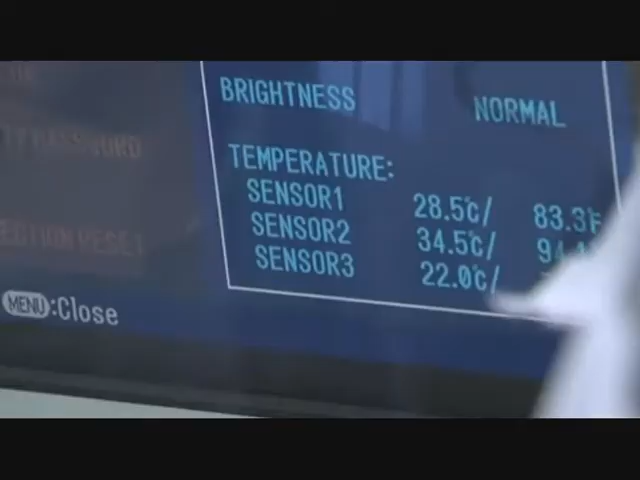 BRIGHTNESS NORMAL
TEMPERATURE:
SENSOR1 28.5℃/ 83.3℉
SENSOR2 34.5℃/
SENSOR3 22.0℃/
MENU:Close